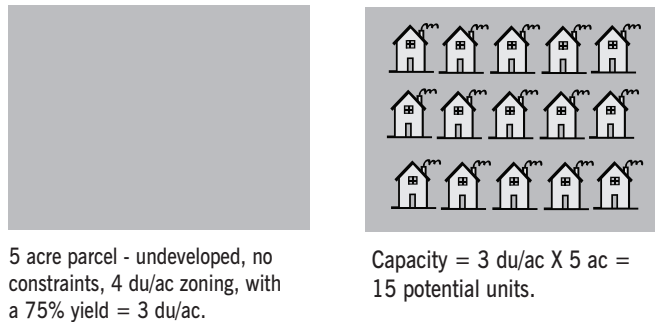 5 acre parcel - undeveloped, no
constraints, 4 du/ac zoning, with
a 75% yield = 3 du/ac.
Capacity = 3 du/ac X 5 ac =
15 potential units.